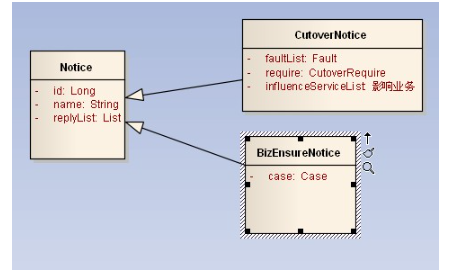 CutoverNotice
- faultList: Fault
- require: CutoverRequire
- influenceServiceList 影响业务
Notice
- id: Long
- name: String
- replyList: List
BizEnsureNotice
- case: Case